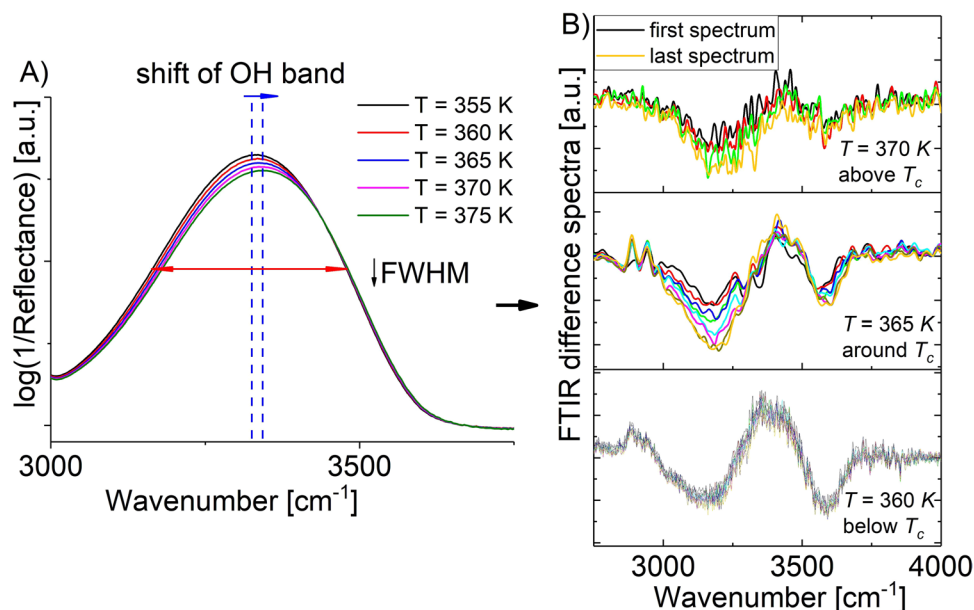 A)
shift of OH band
T = 355 K
T = 360 K
T = 365 K
T = 370 K
T = 375 K
FWHM
log(1/Reflectance) [a.u.]
3000
3500
Wavenumber [cm⁻¹]
B)
first spectrum
last spectrum
T = 370 K
above Tc
T = 365 K
around Tc
T = 360 K
below Tc
FTIR difference spectra [a.u.]
3000
3500
4000
Wavenumber [cm⁻¹]